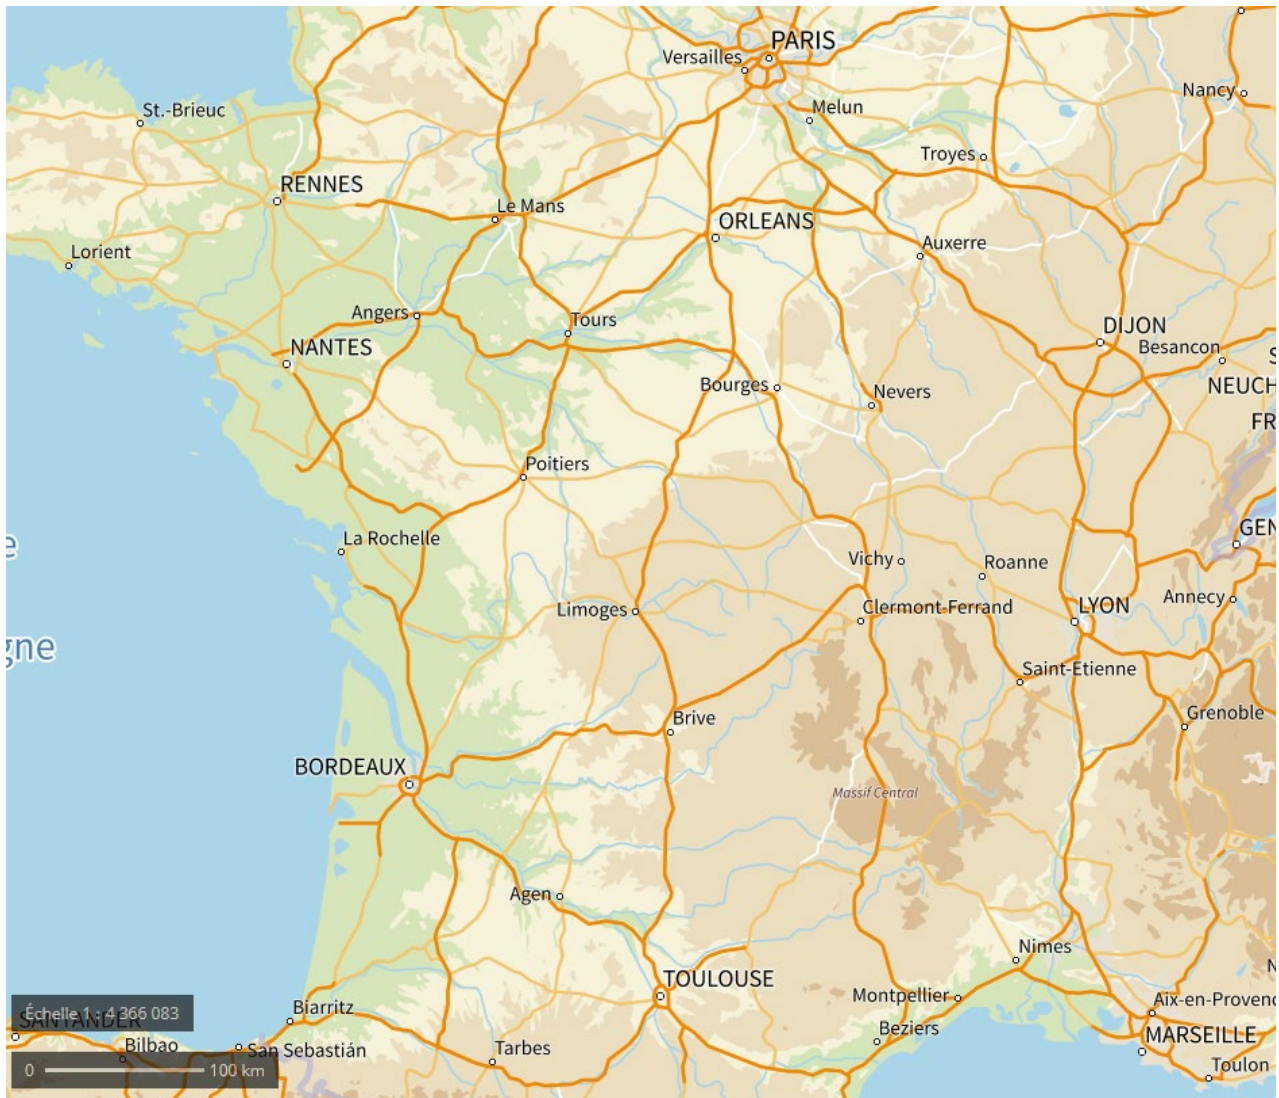 PARIS
Versailles
Nancy
St.-Brieuc
Melun
Troyes
RENNES
Le Mans
ORLEANS
Auxerre
Lorient
Angers
Tours
DIJON
NANTES
Besancon
Bourges
Nevers
NEUCH
FR
Poitiers
La Rochelle
GEN
Vichy
Roanne
Annecy
Limoges
Clermont-Ferrand
LYON
gne
Saint-Etienne
Brive
Grenoble
BORDEAUX
Massif Central
Agen
Nimes
TOULOUSE
Montpellier
Aix-en-Provenc
Biarritz
Échelle 1 : 4 366 083
SANTANDER
Beziers
MARSEILLE
Bilbao
San Sebastián
Tarbes
Toulon
0 100 km